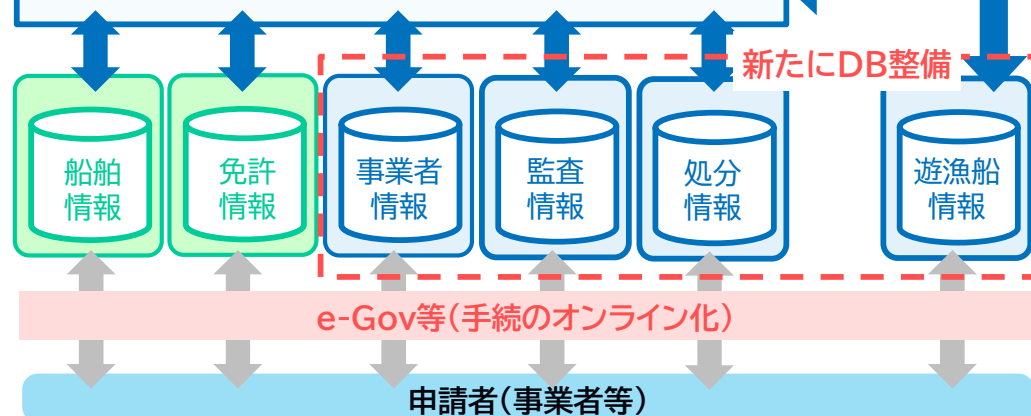 新たにDB整備
船舶
情報
免許
情報
事業者
情報
監査
情報
処分
情報
遊漁船
情報
e-Gov等(手続のオンライン化)
申請者(事業者等)